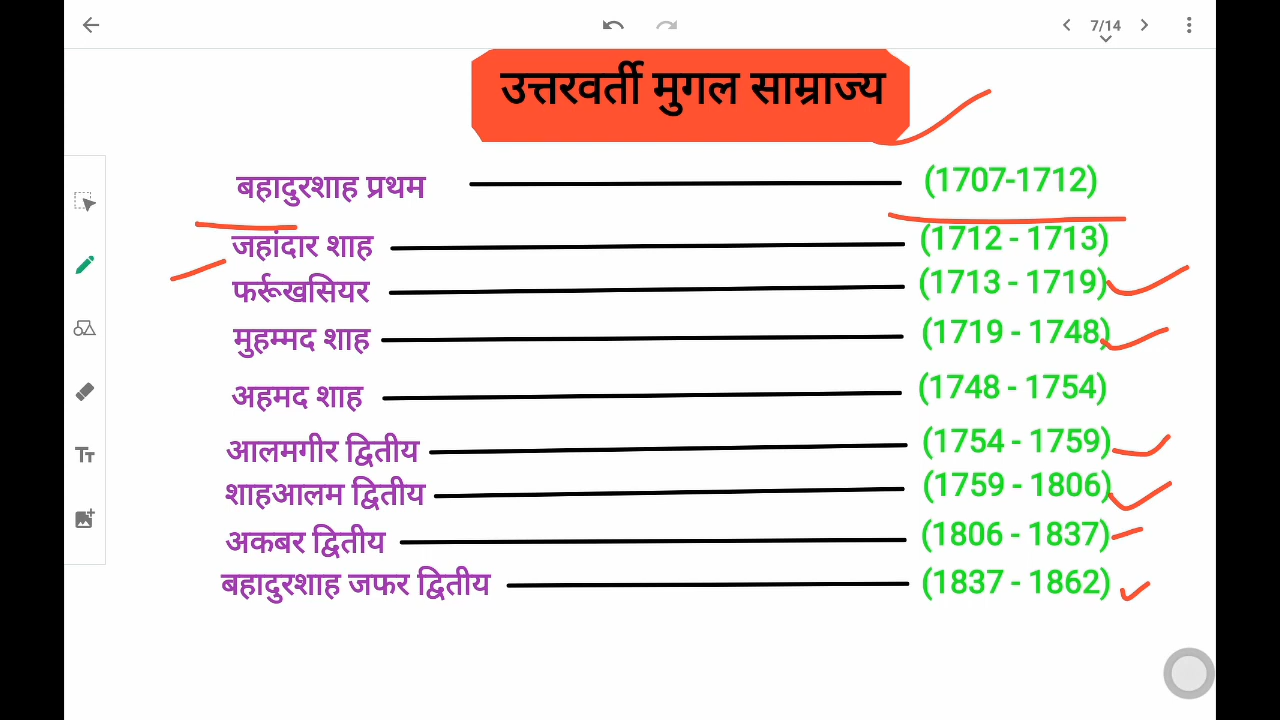 7/14
उत्तरवर्ती मुगल साम्राज्य
बहादुरशाह प्रथम (1707-1712)
जहांदार शाह (1712 - 1713)
फर्रूखसियर (1713 - 1719)
मुहम्मद शाह (1719 - 1748)
अहमद शाह (1748 - 1754)
आलमगीर द्वितीय (1754 - 1759)
शाहआलम द्वितीय (1759 - 1806)
अकबर द्वितीय (1806 - 1837)
बहादुरशाह जफर द्वितीय (1837 - 1862)
TT